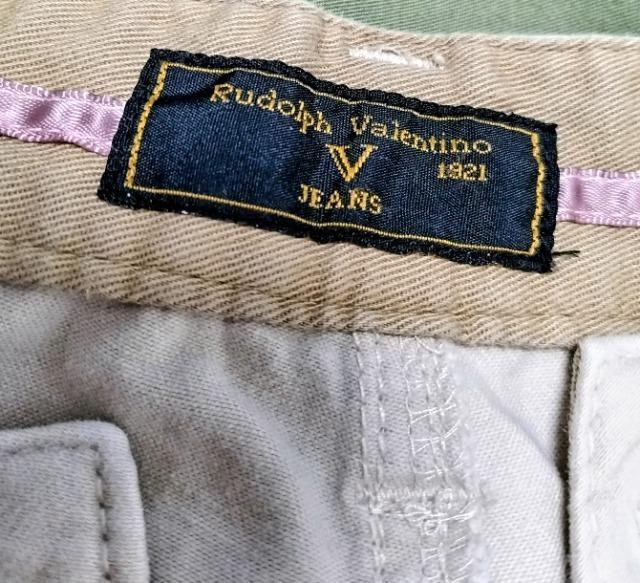 Rudolph Valentino
V 1921
JEANS